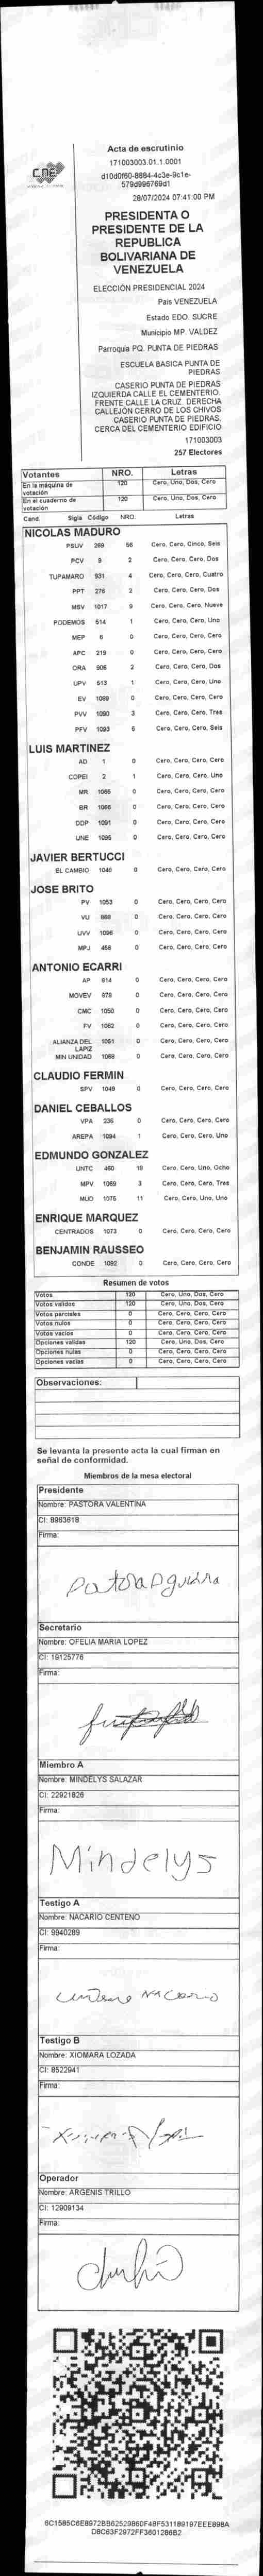 CNE
Acta de escrutinio
171003003.01.1.0001
d10d0f60-8884-4c3e-9c1e-
579d996769d1
28/07/2024 07:41:00 PM
PRESIDENTA O
PRESIDENTE DE LA
REPUBLICA
BOLIVARIANA DE
VENEZUELA
ELECCIÓN PRESIDENCIAL 2024
País VENEZUELA
Estado EDO. SUCRE
Municipio MP. VALDEZ
Parroquia PQ. PUNTA DE PIEDRAS
ESCUELA BASICA PUNTA DE
PIEDRAS
CASERIO PUNTA DE PIEDRAS
IZQUIERDA CALLE EL CEMENTERIO.
FRENTE CALLE LA CRUZ. DERECHA
CALLEJÓN CERRO DE LOS CHIVOS
CASERIO PUNTA DE PIEDRAS,
CERCA DEL CEMENTERIO EDIFICIO
171003003
257 Electores
Votantes NRO. Letras
En la máquina de votación 120 Cero, Uno, Dos, Cero
En el cuaderno de votación 120 Cero, Uno, Dos, Cero
Cand. Sigla Código NRO. Letras
NICOLAS MADURO
PSUV 269 56 Cero, Cero, Cinco, Seis
PCV 9 2 Cero, Cero, Cero, Dos
TUPAMARO 931 4 Cero, Cero, Cero, Cuatro
PPT 276 2 Cero, Cero, Cero, Dos
MSV 1017 9 Cero, Cero, Cero, Nueve
PODEMOS 514 1 Cero, Cero, Cero, Uno
MEP 6 0 Cero, Cero, Cero, Cero
APC 219 0 Cero, Cero, Cero, Cero
ORA 906 2 Cero, Cero, Cero, Dos
UPV 513 1 Cero, Cero, Cero, Uno
EV 1089 0 Cero, Cero, Cero, Cero
PVV 1090 3 Cero, Cero, Cero, Tres
PFV 1093 6 Cero, Cero, Cero, Seis
LUIS MARTINEZ
AD 1 0 Cero, Cero, Cero, Cero
COPEI 2 1 Cero, Cero, Cero, Uno
MR 1066 0 Cero, Cero, Cero, Cero
BR 1068 0 Cero, Cero, Cero, Cero
DDP 1091 0 Cero, Cero, Cero, Cero
UNE 1095 0 Cero, Cero, Cero, Cero
JAVIER BERTUCCI
EL CAMBIO 1046 0 Cero, Cero, Cero, Cero
JOSE BRITO
PV 1053 0 Cero, Cero, Cero, Cero
VU 868 0 Cero, Cero, Cero, Cero
UVV 1096 0 Cero, Cero, Cero, Cero
MPJ 456 0 Cero, Cero, Cero, Cero
ANTONIO ECARRI
AP 814 0 Cero, Cero, Cero, Cero
MOVEV 978 0 Cero, Cero, Cero, Cero
CMC 1050 0 Cero, Cero, Cero, Cero
FV 1062 0 Cero, Cero, Cero, Cero
ALIANZA DEL LAPIZ 1061 0 Cero, Cero, Cero, Cero
MIN UNIDAD 1088 0 Cero, Cero, Cero, Cero
CLAUDIO FERMIN
SPV 1049 0 Cero, Cero, Cero, Cero
DANIEL CEBALLOS
VPA 236 0 Cero, Cero, Cero, Cero
AREPA 1094 1 Cero, Cero, Cero, Uno
EDMUNDO GONZALEZ
UNTC 460 18 Cero, Cero, Uno, Ocho
MPV 1069 3 Cero, Cero, Cero, Tres
MUD 1075 11 Cero, Cero, Uno, Uno
ENRIQUE MARQUEZ
CENTRADOS 1073 0 Cero, Cero, Cero, Cero
BENJAMIN RAUSSEO
CONDE 1092 0 Cero, Cero, Cero, Cero
Resumen de votos
Votos 120 Cero, Uno, Dos, Cero
Votos validos 120 Cero, Uno, Dos, Cero
Votos parciales 0 Cero, Cero, Cero, Cero
Votos nulos 0 Cero, Cero, Cero, Cero
Votos vacios 0 Cero, Cero, Cero, Cero
Opciones validas 120 Cero, Uno, Dos, Cero
Opciones nulas 0 Cero, Cero, Cero, Cero
Opciones vacias 0 Cero, Cero, Cero, Cero
Observaciones:
Se levanta la presente acta la cual firman en
señal de conformidad.
Miembros de la mesa electoral
Presidente
Nombre: PASTORA VALENTINA
CI: 8963618
Firma:
Secretario
Nombre: OFELIA MARIA LOPEZ
CI: 19125776
Firma:
Miembro A
Nombre: MINDELYS SALAZAR
CI: 22921826
Firma:
Mindelys
Testigo A
Nombre: NACARIO CENTENO
CI: 9940289
Firma:
Centeno Nacario
Testigo B
Nombre: XIOMARA LOZADA
CI: 8522941
Firma:
Operador
Nombre: ARGENIS TRILLO
CI: 12909134
Firma:
6C1585C6E8972BB62529860F48F531189197EEE898A
D8C63F2972FF3601286B2